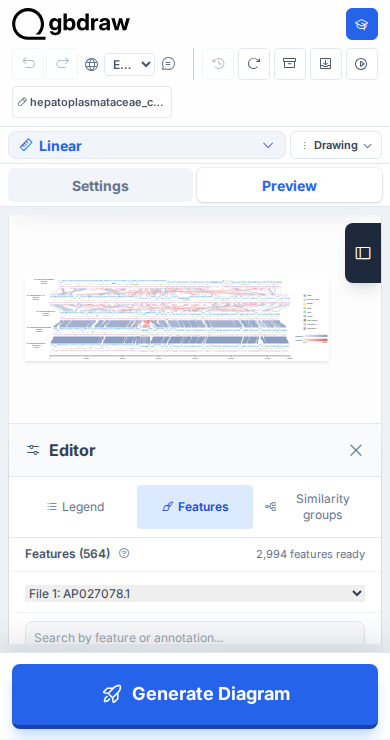 gbdraw
E...
hepatoplasmataceae_c...
Linear
Drawing
Settings
Preview
Editor
Legend
Features
Similarity
groups
Features (564)
2,994 features ready
File 1: AP027078.1
Search by feature or annotation...
Generate Diagram